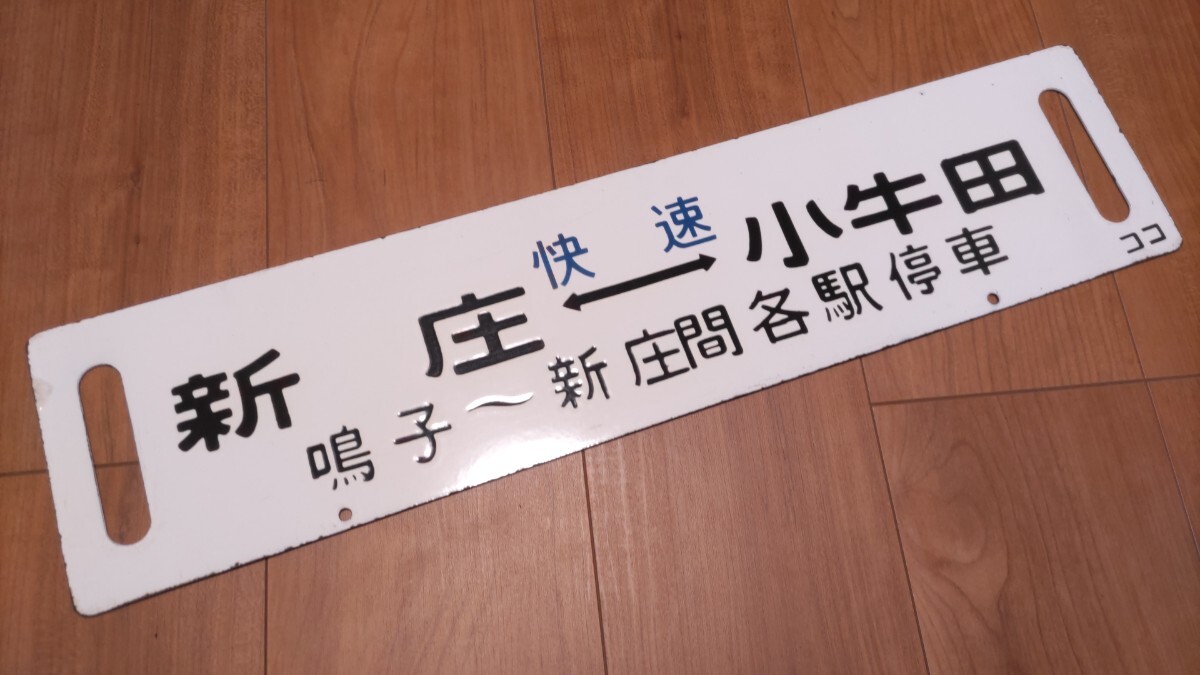 快速
新庄↔小牛田
鳴子～新庄間各駅停車
ココ